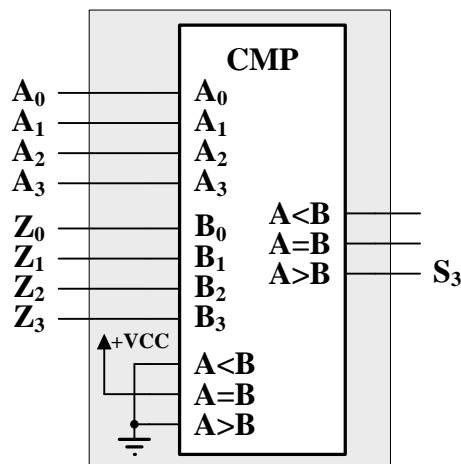 CMP
A₀ A₀
A₁ A₁
A₂ A₂
A₃ A₃
A<B
Z₀ B₀
A=B
Z₁ B₁
A>B S₃
Z₂ B₂
Z₃ B₃
+VCC
A<B
A=B
A>B